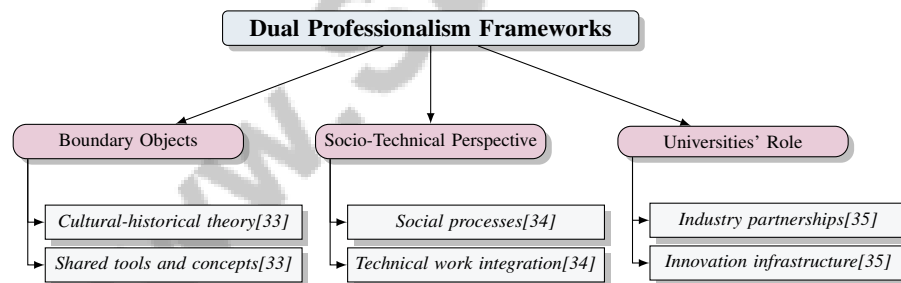 Dual Professionalism Frameworks
Boundary Objects
Socio-Technical Perspective
Universities' Role
Cultural-historical theory[33]
Social processes[34]
Industry partnerships[35]
Shared tools and concepts[33]
Technical work integration[34]
Innovation infrastructure[35]